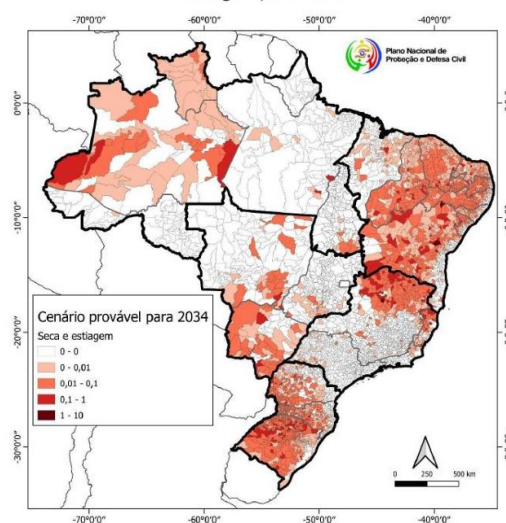 -70°0'0" -60°0'0" -50°0'0" -40°0'0"
Plano Nacional de
Proteção e Defesa Civil
0°0'0"
-10°0'0"
-20°0'0"
-30°0'0"
Cenário provável para 2034
Seca e estiagem
0 - 0
0 - 0,01
0,01 - 0,1
0,1 - 1
1 - 10
0 250 500 km
-70°0'0" -60°0'0" -50°0'0" -40°0'0"